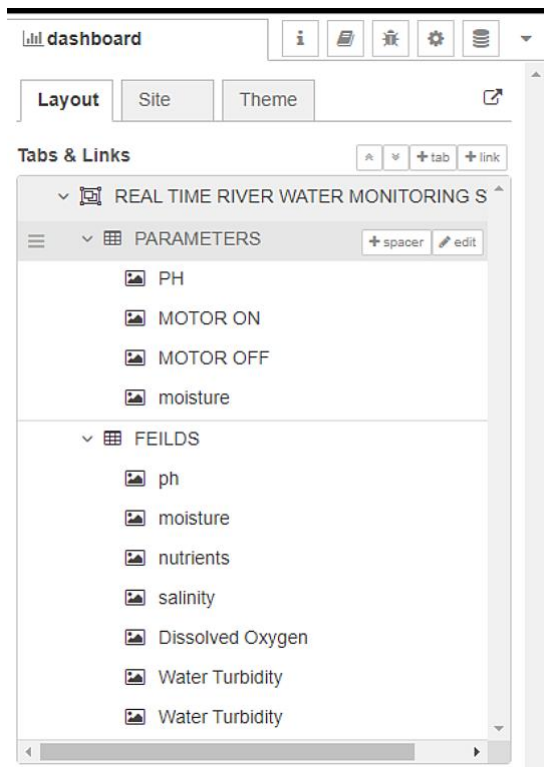 dashboard
Layout Site Theme
Tabs & Links +tab +link
REAL TIME RIVER WATER MONITORING S
PARAMETERS +spacer edit
PH
MOTOR ON
MOTOR OFF
moisture
FEILDS
ph
moisture
nutrients
salinity
Dissolved Oxygen
Water Turbidity
Water Turbidity